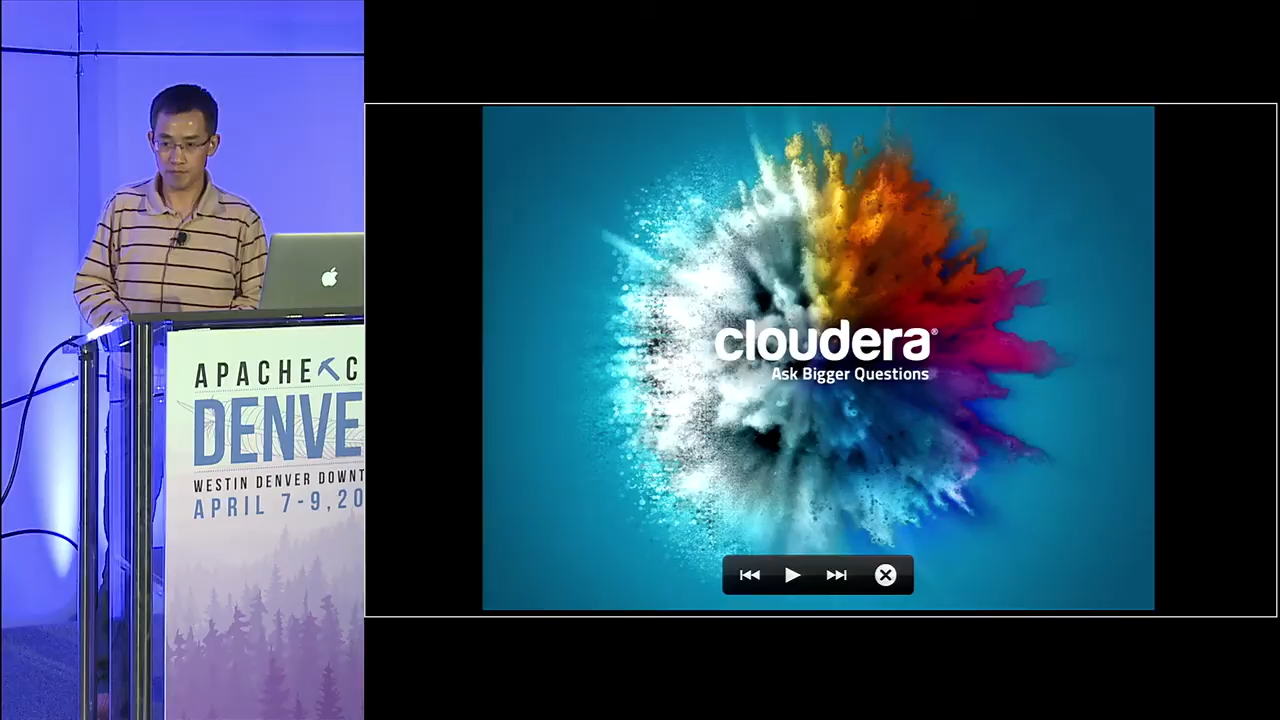 APACHE C
DENVE
WESTIN DENVER DOWNT
APRIL 7-9, 20
cloudera®
Ask Bigger Questions